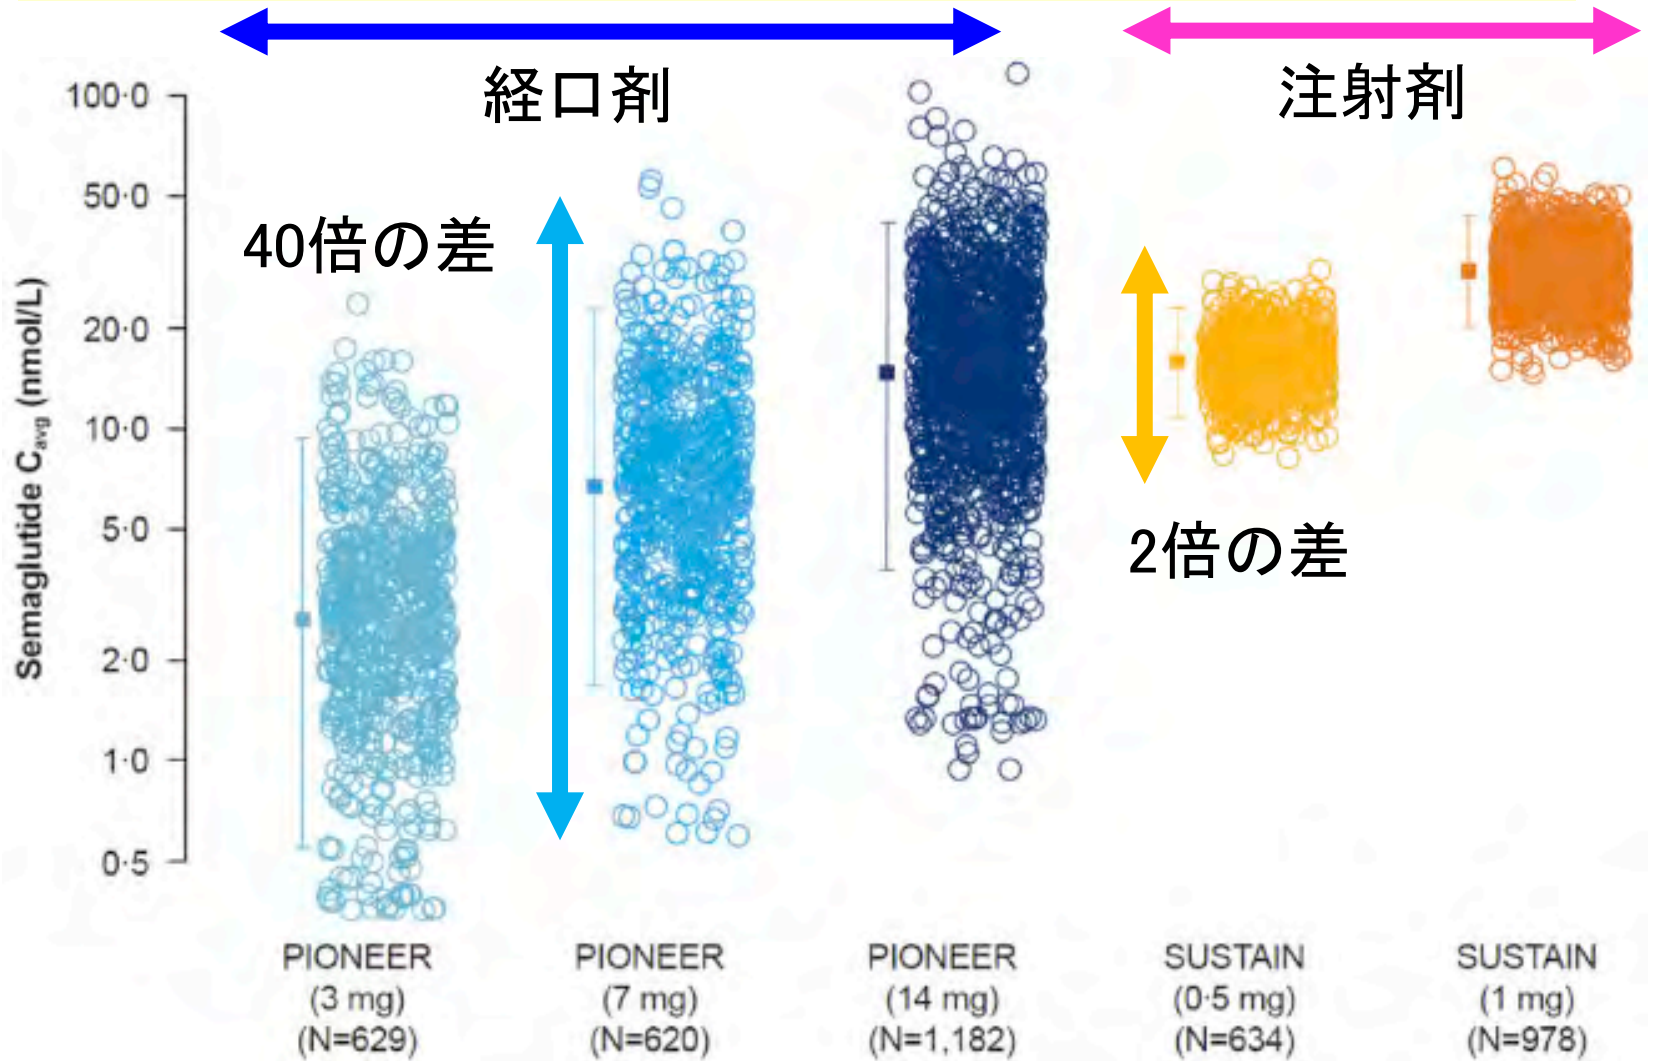 経口剤
注射剤
100·0
50·0
20·0
10·0
5·0
2·0
1·0
0·5
Semaglutide Cavg (nmol/L)
40倍の差
2倍の差
PIONEER
(3 mg)
(N=629)
PIONEER
(7 mg)
(N=620)
PIONEER
(14 mg)
(N=1,182)
SUSTAIN
(0·5 mg)
(N=634)
SUSTAIN
(1 mg)
(N=978)